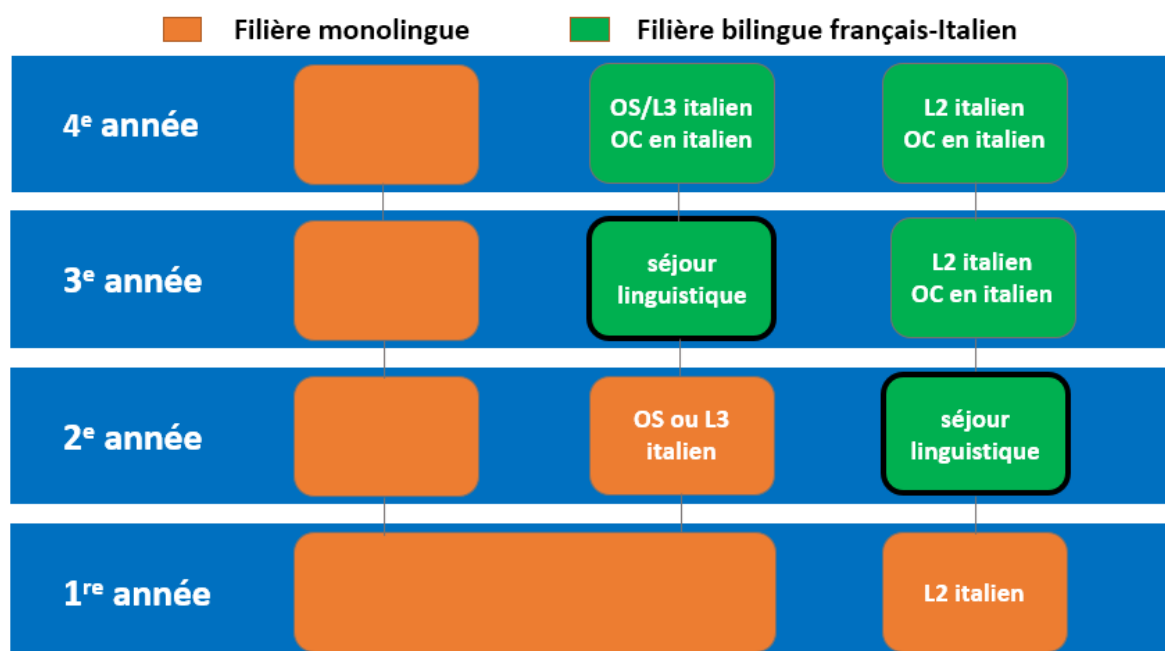 Filière monolingue
Filière bilingue français-Italien
4e année
OS/L3 italien
OC en italien
L2 italien
OC en italien
3e année
séjour
linguistique
L2 italien
OC en italien
2e année
OS ou L3
italien
séjour
linguistique
1re année
L2 italien